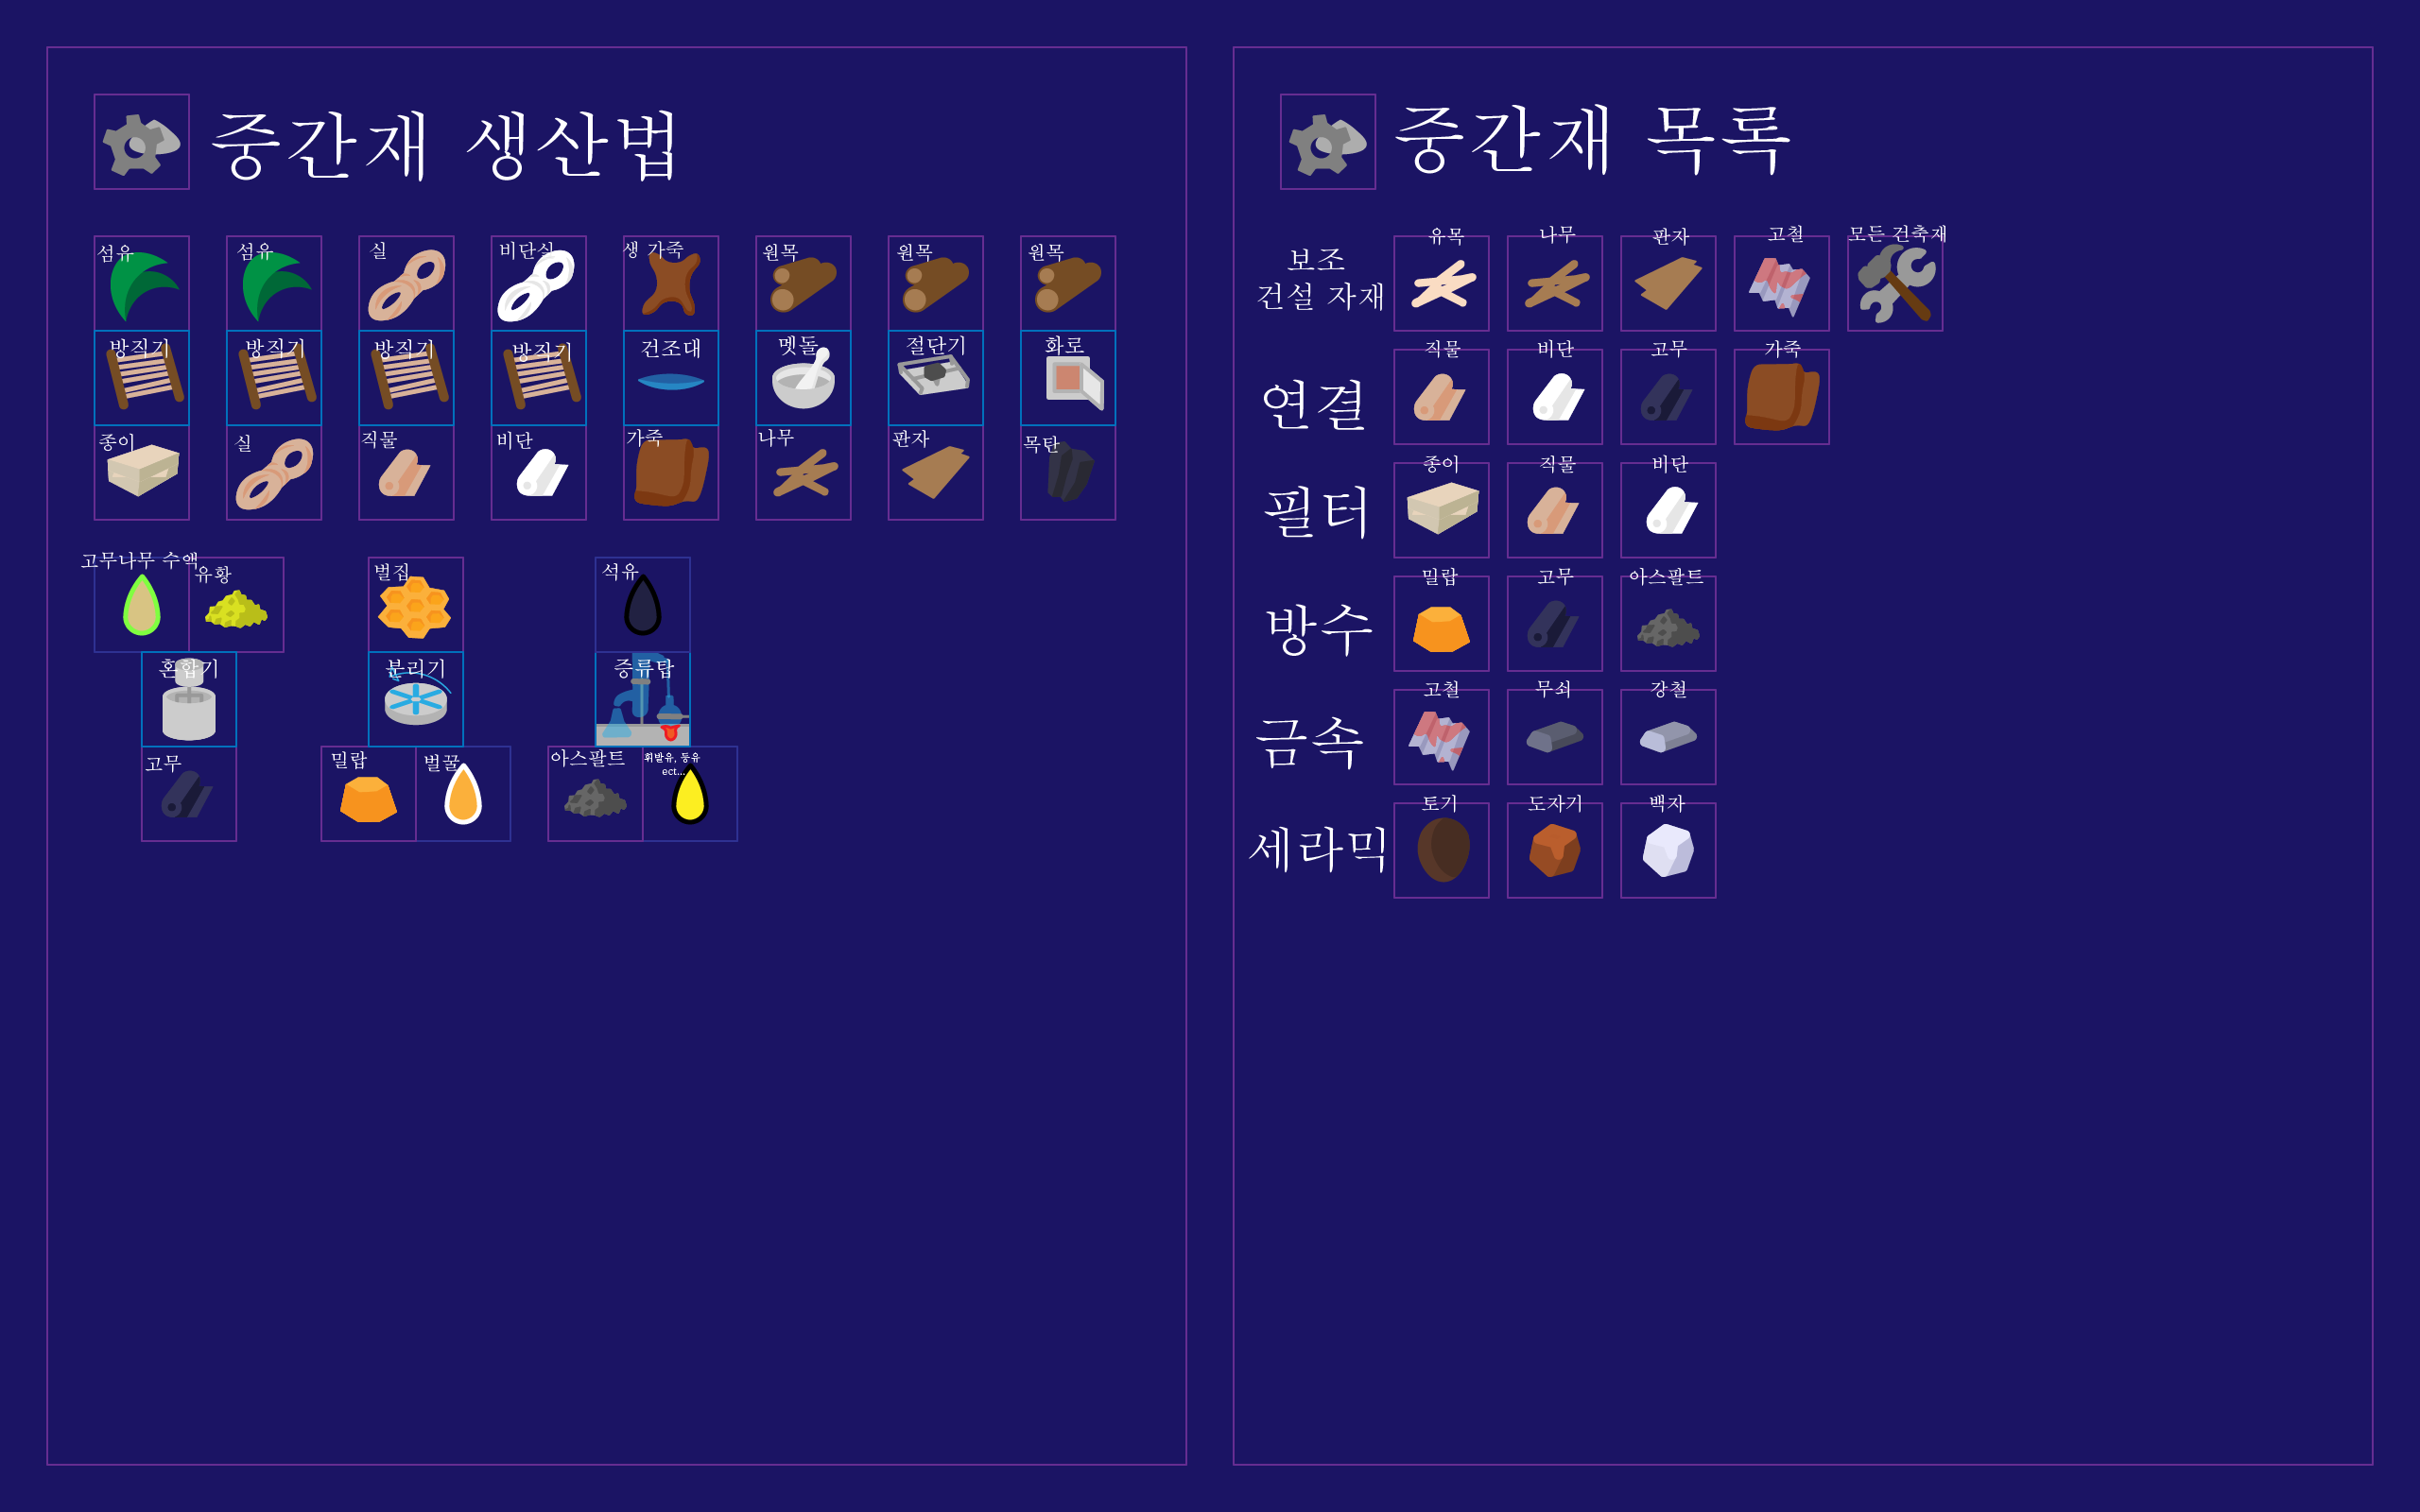 중간재 생산법
섬유 섬유 실 비단실 생 가죽 원목 원목 원목
방직기 방직기 방직기 방직기 건조대 멧돌 절단기 화로
종이 실 직물 비단 가죽 나무 판자 목탄
고무나무 수액 유황 벌집 석유
혼합기 분리기 증류탑
고무 밀랍 벌꿀 아스팔트 휘발유, 등유
ect...
중간재 목록
보조
건설 자재
유목 나무 판자 고철 모든 건축재
연결 직물 비단 고무 가죽
필터 종이 직물 비단
방수 밀랍 고무 아스팔트
금속 고철 무쇠 강철
세라믹 토기 도자기 백자